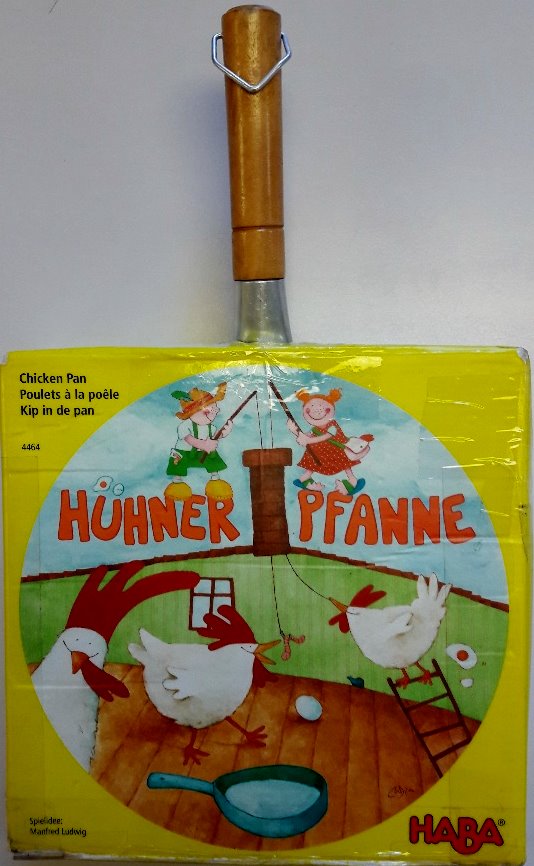 Chicken Pan
Poulets à la poêle
Kip in de pan
4464
HÜHNER PFANNE
Spielidee:
Manfred Ludwig
HABA®